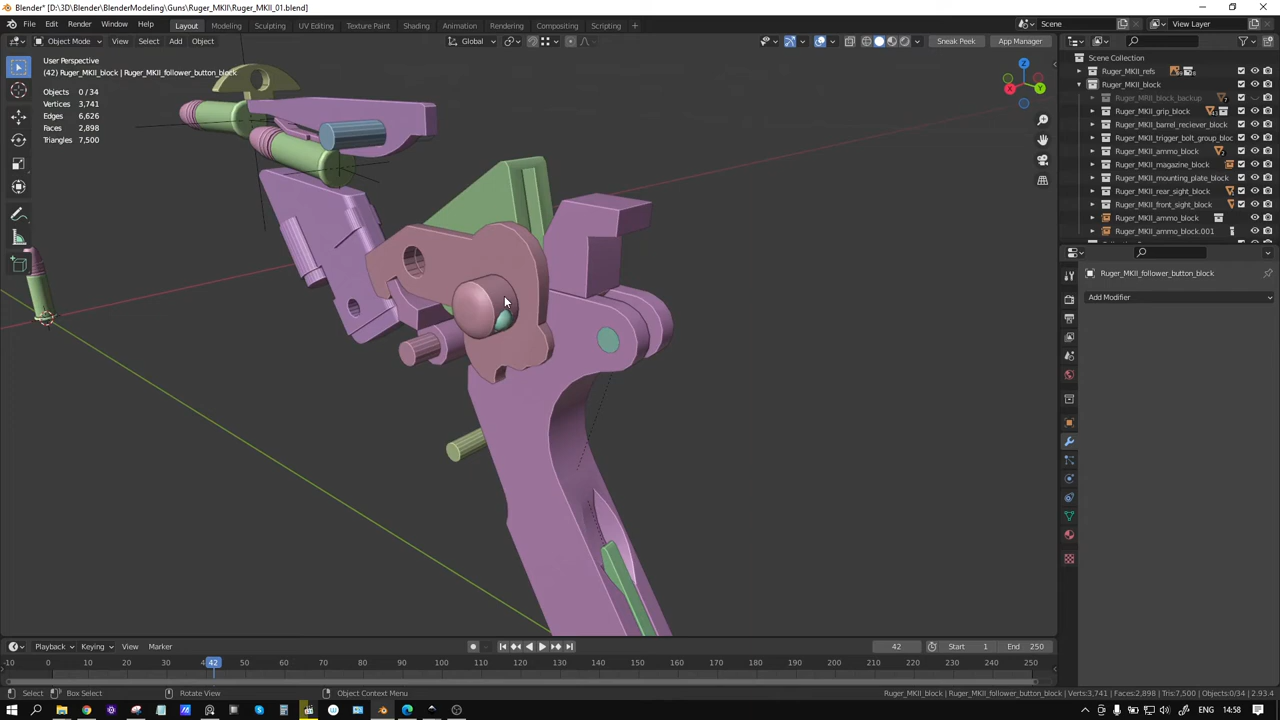 Blender* [D:\3D\Blender\BlenderModeling\Guns\Ruger_MKII\Ruger_MKII_01.blend]
File Edit Render Window Help Layout Modeling Sculpting UV Editing Texture Paint Shading Animation Rendering Compositing Scripting + Scene View Layer
Object Mode View Select Add Object Global Sneak Peek App Manager
User Perspective
(42) Ruger_MKII_block | Ruger_MKII_follower_button_block
Objects 0 / 34
Vertices 3,741
Edges 6,626
Faces 2,898
Triangles 7,500
Z
Y
X
Scene Collection
Ruger_MKII_refs
Ruger_MKII_block
Ruger_MKII_block_backup
Ruger_MKII_grip_block
Ruger_MKII_barrel_reciever_block
Ruger_MKII_trigger_bolt_group_bloc
Ruger_MKII_ammo_block
Ruger_MKII_magazine_block
Ruger_MKII_mounting_plate_block
Ruger_MKII_rear_sight_block
Ruger_MKII_front_sight_block
Ruger_MKII_ammo_block
Ruger_MKII_ammo_block.001
Ruger_MKII_follower_button_block
Add Modifier
Playback Keying View Marker 42 Start 1 End 250
-10 0 10 20 30 4 42 50 60 70 80 90 100 110 120 130 140 150 160 170 180 190 200 210 220 230 240 250
Select Box Select Rotate View Object Context Menu Ruger_MKII_block | Ruger_MKII_follower_button_block | Verts:3,741 | Faces:2,898 | Tris:7,500 | Objects:0/34 | 2.93.4
ENG 14:58